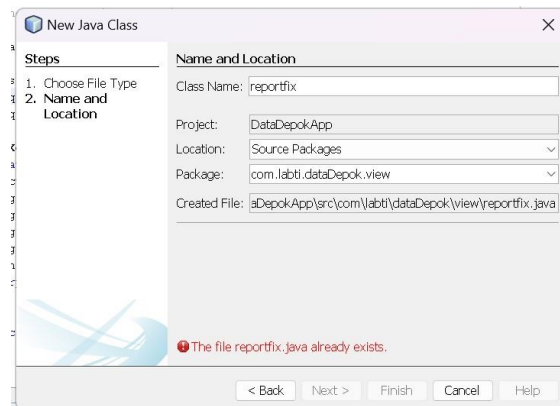 New Java Class
Steps
1. Choose File Type
2. Name and
Location
Name and Location
Class Name: reportfix
Project: DataDepokApp
Location: Source Packages
Package: com.labti.dataDepok.view
Created File: aDepokApp\src\com\labti\dataDepok\view\reportfix.java
The file reportfix.java already exists.
< Back Next > Finish Cancel Help